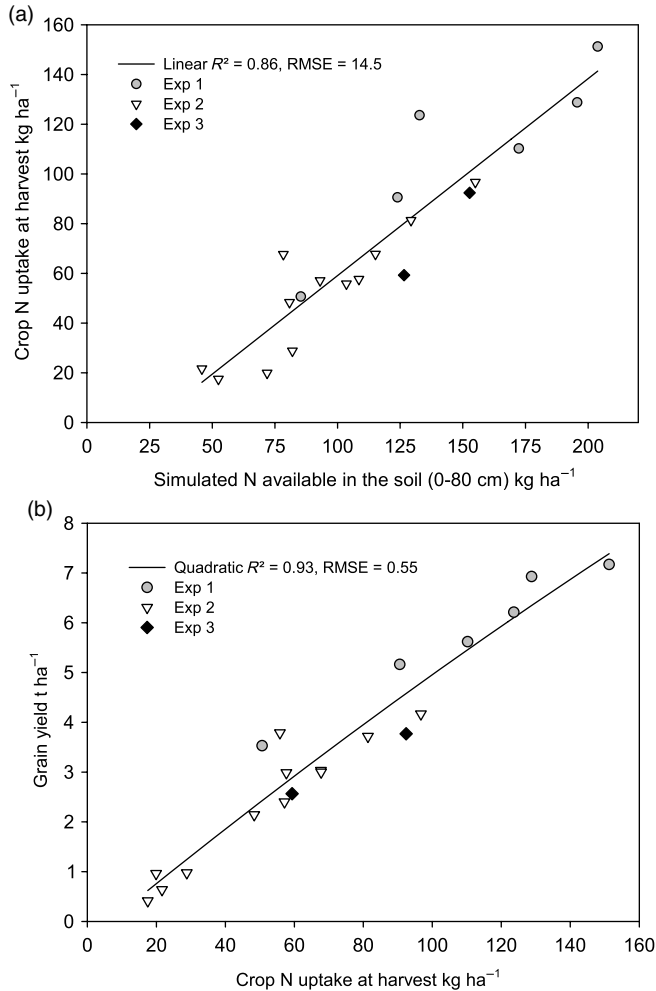 (a)
160
140
120
100
80
60
40
20
0
Crop N uptake at harvest kg ha⁻¹
Linear R² = 0.86, RMSE = 14.5
Exp 1
Exp 2
Exp 3
0 25 50 75 100 125 150 175 200
Simulated N available in the soil (0-80 cm) kg ha⁻¹
(b)
8
7
6
5
4
3
2
1
0
Grain yield t ha⁻¹
Quadratic R² = 0.93, RMSE = 0.55
Exp 1
Exp 2
Exp 3
0 20 40 60 80 100 120 140 160
Crop N uptake at harvest kg ha⁻¹